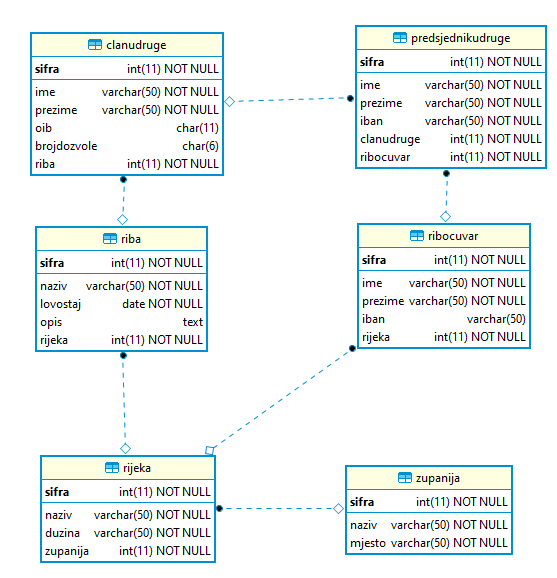 clanudruge
sifra int(11) NOT NULL
ime varchar(50) NOT NULL
prezime varchar(50) NOT NULL
oib char(11)
brojdozvole char(6)
riba int(11) NOT NULL
predsjednikudruge
sifra int(11) NOT NULL
ime varchar(50) NOT NULL
prezime varchar(50) NOT NULL
iban varchar(50) NOT NULL
clanudruge int(11) NOT NULL
ribocuvar int(11) NOT NULL
riba
sifra int(11) NOT NULL
naziv varchar(50) NOT NULL
lovostaj date NOT NULL
opis text
rijeka int(11) NOT NULL
ribocuvar
sifra int(11) NOT NULL
ime varchar(50) NOT NULL
prezime varchar(50) NOT NULL
iban varchar(50)
rijeka int(11) NOT NULL
rijeka
sifra int(11) NOT NULL
naziv varchar(50) NOT NULL
duzina varchar(50) NOT NULL
zupanija int(11) NOT NULL
zupanija
sifra int(11) NOT NULL
naziv varchar(50) NOT NULL
mjesto varchar(50) NOT NULL